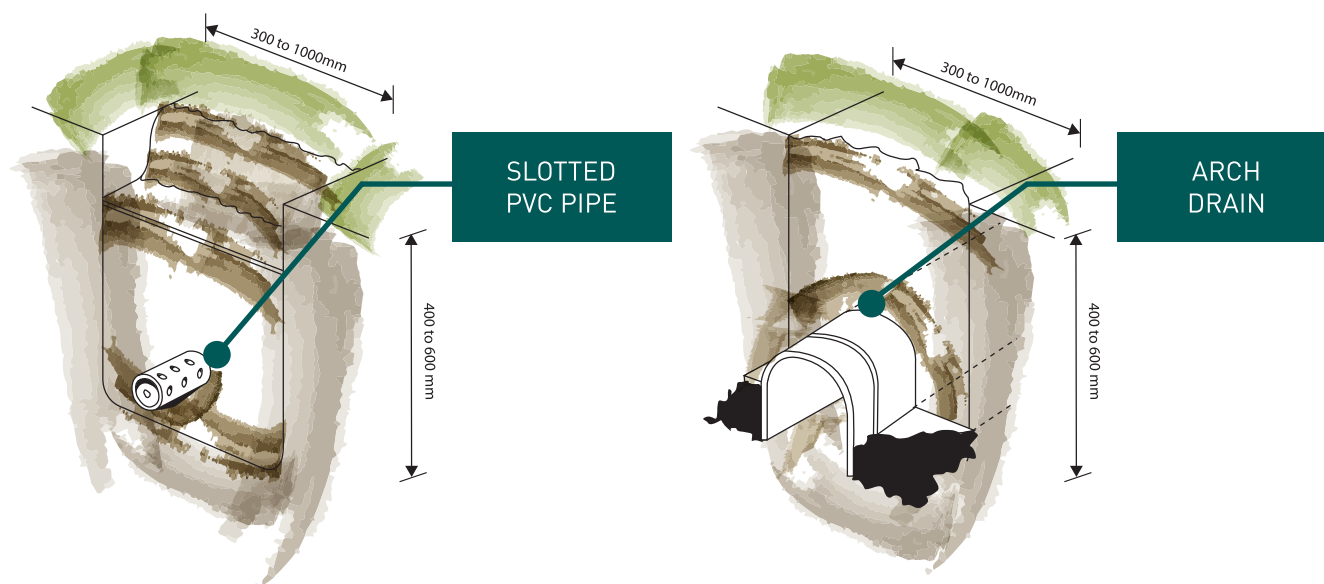 300 to 1000mm
SLOTTED
PVC PIPE
400 to 600 mm
300 to 1000mm
ARCH
DRAIN
400 to 600 mm